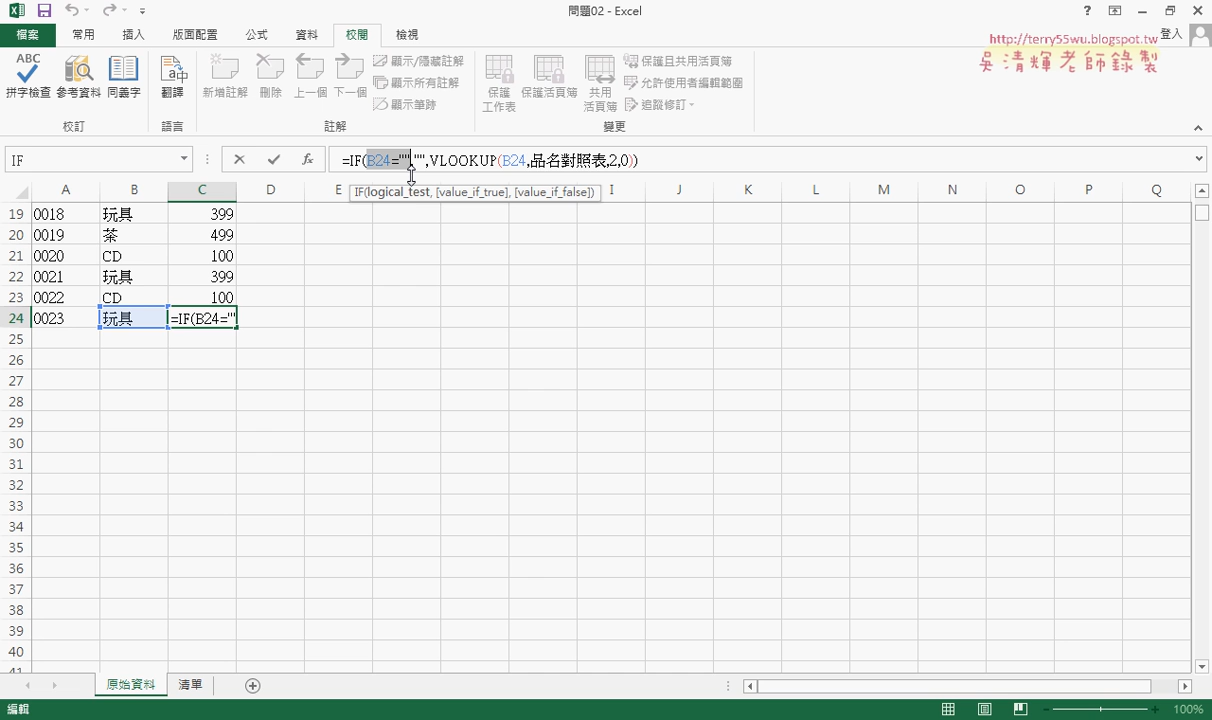 問題02 - Excel
http://terry55wu.blogspot.tw
登入
吳清輝老師錄製
檔案 常用 插入 版面配置 公式 資料 校閱 檢視
ABC
拼字檢查 參考資料 同義字 翻譯 新增註解 刪除 上一個 下一個 顯示/隱藏註解 顯示所有註解 顯示筆跡 保護工作表 保護活頁簿 共用活頁簿 保護且共用活頁簿 允許使用者編輯範圍 追蹤修訂
校訂 語言 註解 變更
IF fx =IF(B24="","",VLOOKUP(B24,品名對照表,2,0))
IF(logical_test, [value_if_true], [value_if_false])
A B C D E I J K L M N O P Q
19 0018 玩具 399
20 0019 茶 499
21 0020 CD 100
22 0021 玩具 399
23 0022 CD 100
24 0023 玩具 =IF(B24=""
25
26
27
28
29
30
31
32
33
34
35
36
37
38
39
40
41
原始資料 清單
編輯 100%